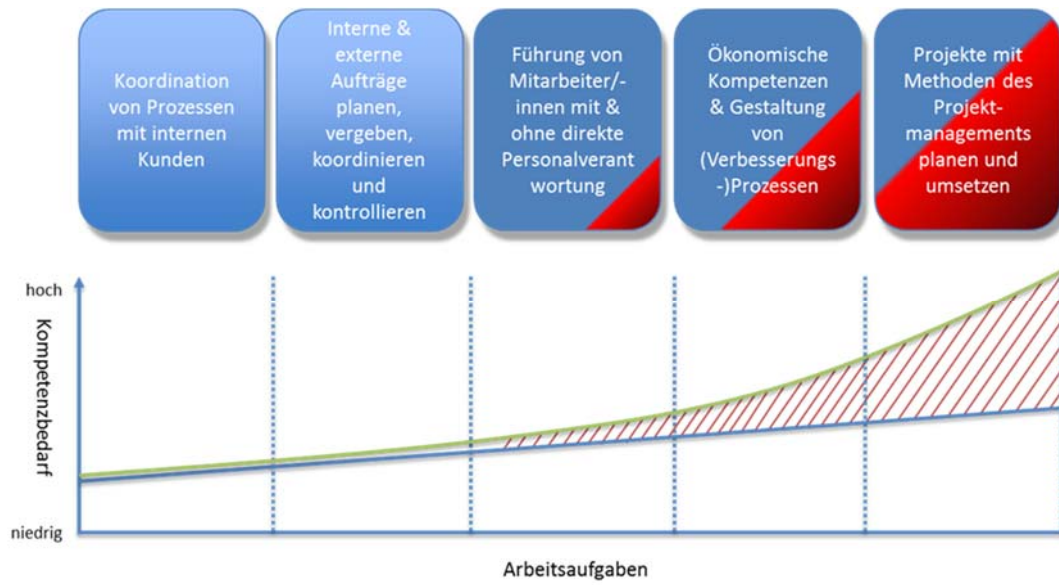 Koordination
von Prozessen
mit internen
Kunden
Interne &
externe
Aufträge
planen,
vergeben,
koordinieren
und
kontrollieren
Führung von
Mitarbeiter/-
innen mit &
ohne direkte
Personalverant
wortung
Ökonomische
Kompetenzen
& Gestaltung
von
(Verbesserungs
-)Prozessen
Projekte mit
Methoden des
Projekt-
managements
planen und
umsetzen
hoch
Kompetenzbedarf
niedrig
Arbeitsaufgaben